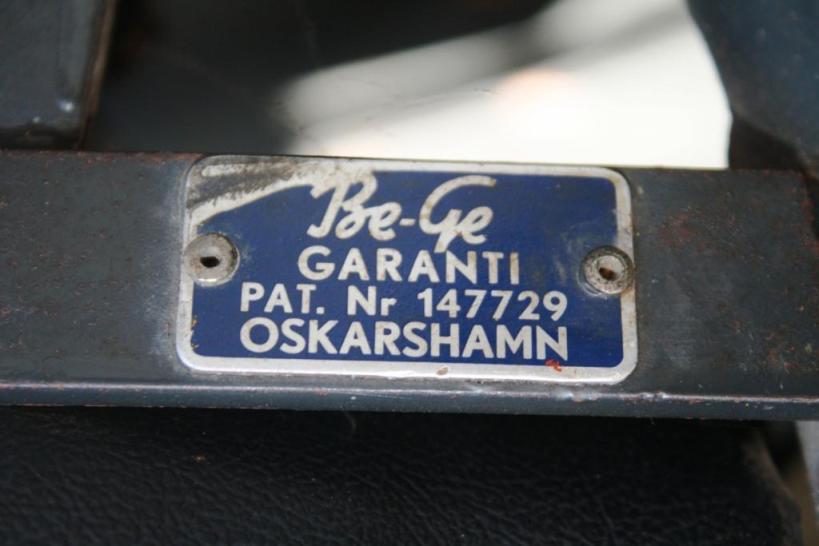 Be-Ge
GARANTI
PAT. Nr 147729
OSKARSHAMN